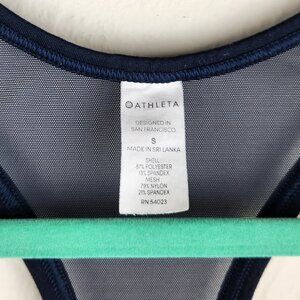 ATHLETA
DESIGNED IN
SAN FRANCISCO
S
MADE IN SRI LANKA
SHELL:
87% POLYESTER
13% SPANDEX
MESH:
79% NYLON
21% SPANDEX
RN 54023